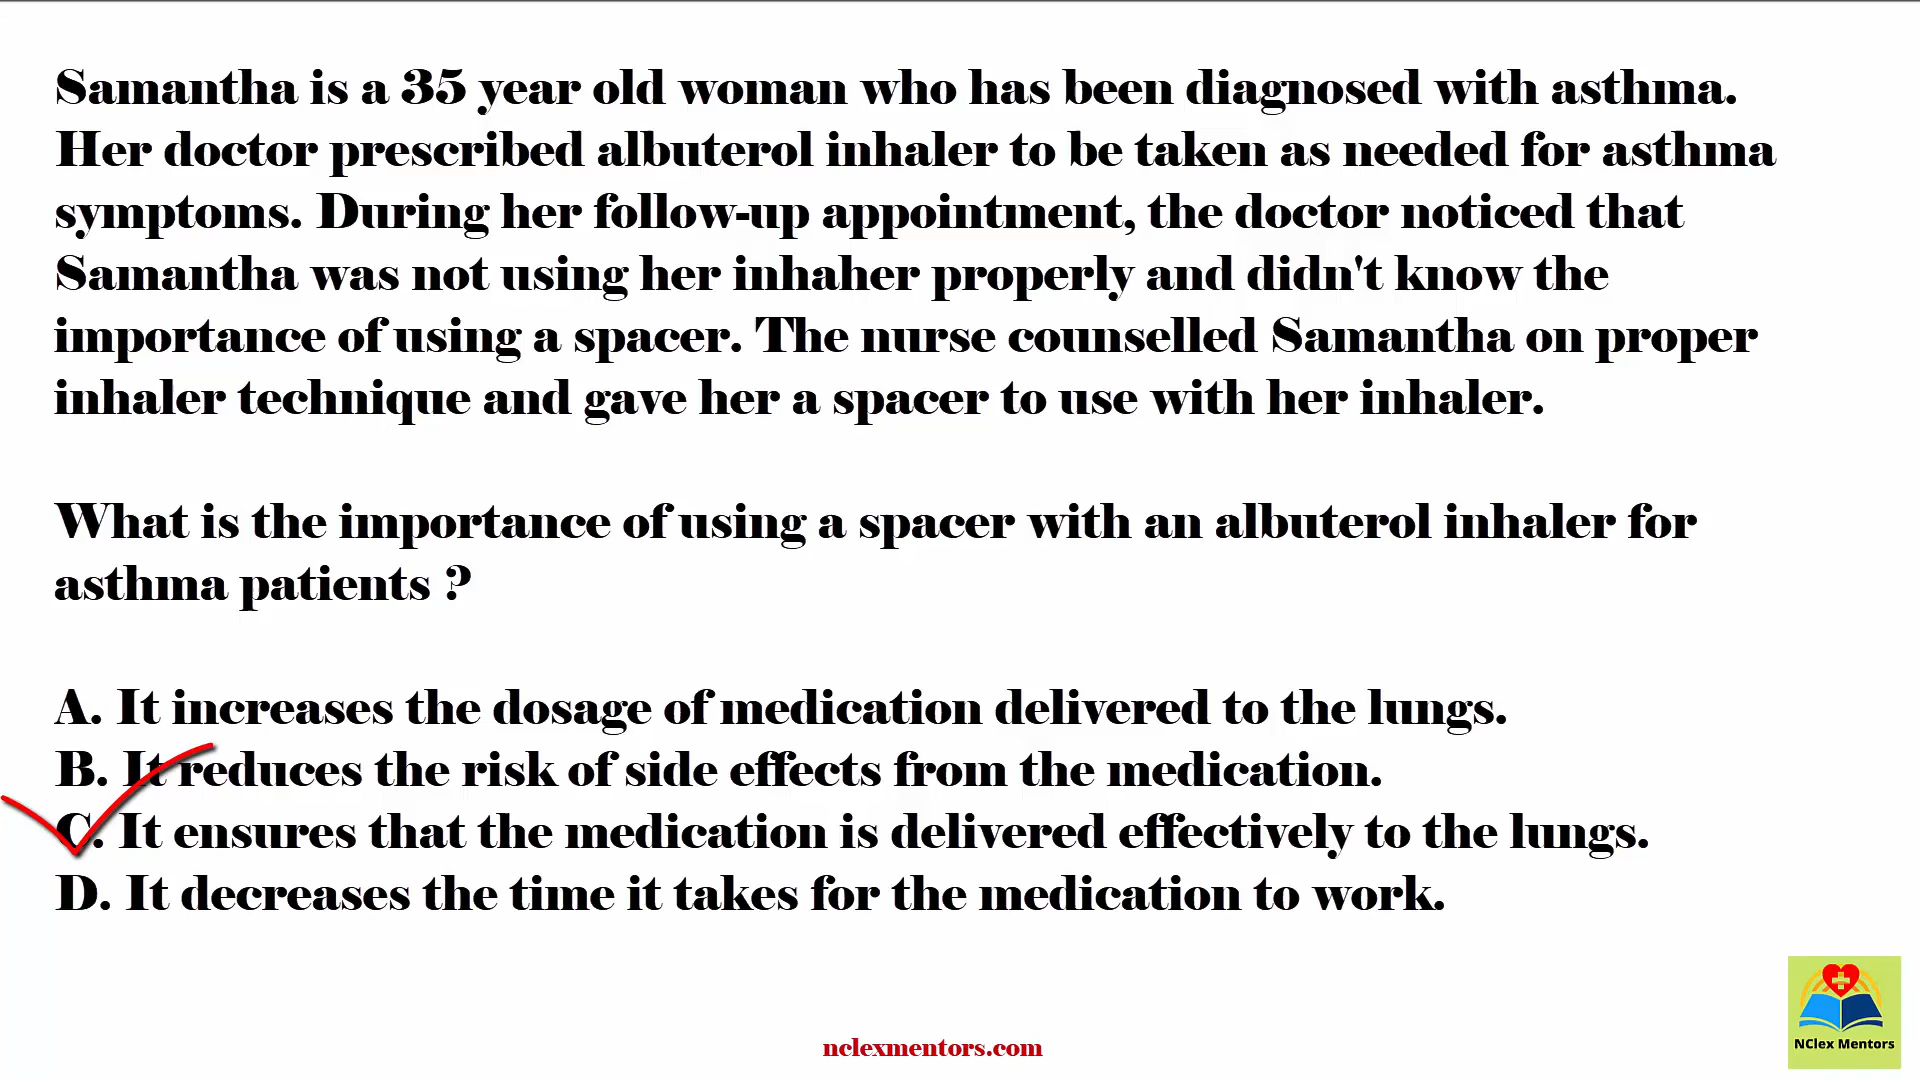 Samantha is a 35 year old woman who has been diagnosed with asthma.
Her doctor prescribed albuterol inhaler to be taken as needed for asthma
symptoms. During her follow-up appointment, the doctor noticed that
Samantha was not using her inhaher properly and didn't know the
importance of using a spacer. The nurse counselled Samantha on proper
inhaler technique and gave her a spacer to use with her inhaler.
What is the importance of using a spacer with an albuterol inhaler for
asthma patients ?
A. It increases the dosage of medication delivered to the lungs.
B. It reduces the risk of side effects from the medication.
C. It ensures that the medication is delivered effectively to the lungs.
D. It decreases the time it takes for the medication to work.
NClex Mentors
nclexmentors.com